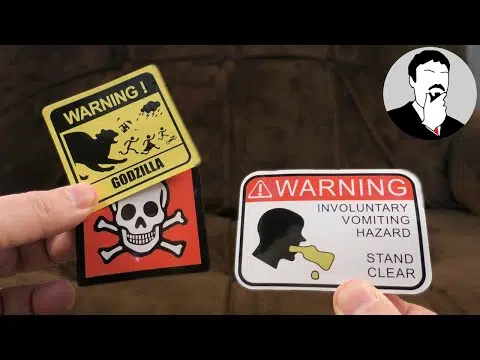 WARNING !
GODZILLA
WARNING
INVOLUNTARY
VOMITING
HAZARD
STAND
CLEAR